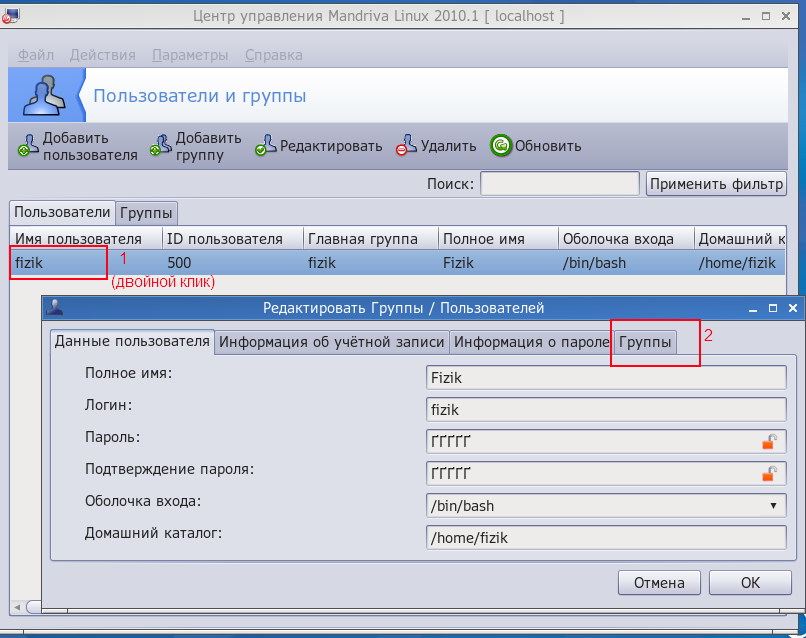 Центр управления Mandriva Linux 2010.1 [ localhost ]
Файл Действия Параметры Справка
Пользователи и группы
Добавить пользователя Добавить группу Редактировать Удалить Обновить
Поиск: Применить фильтр
Пользователи Группы
Имя пользователя ID пользователя Главная группа Полное имя Оболочка входа Домашний к
fizik 1 500 fizik Fizik /bin/bash /home/fizik
(двойной клик)
Редактировать Группы / Пользователей
Данные пользователя Информация об учётной записи Информация о пароле Группы 2
Полное имя: Fizik
Логин: fizik
Пароль: ҐҐҐҐҐ
Подтверждение пароля: ҐҐҐҐҐ
Оболочка входа: /bin/bash
Домашний каталог: /home/fizik
Отмена OK